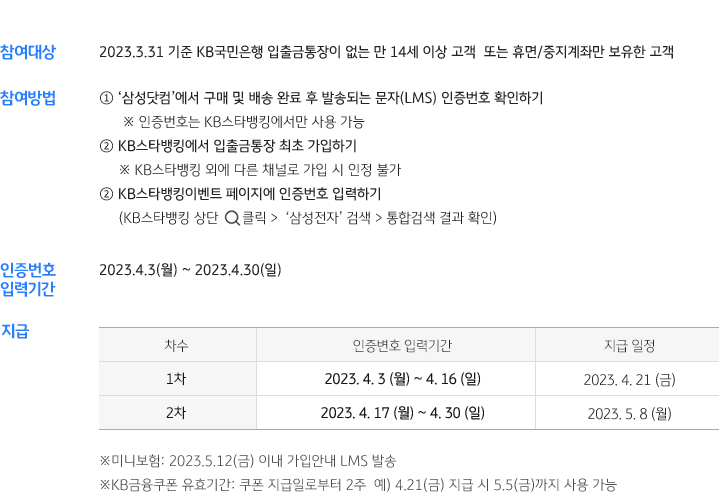 참여대상 2023.3.31 기준 KB국민은행 입출금통장이 없는 만 14세 이상 고객 또는 휴면/중지계좌만 보유한 고객
참여방법 ① ‘삼성닷컴’에서 구매 및 배송 완료 후 발송되는 문자(LMS) 인증번호 확인하기
※ 인증번호는 KB스타뱅킹에서만 사용 가능
② KB스타뱅킹에서 입출금통장 최초 가입하기
※ KB스타뱅킹 외에 다른 채널로 가입 시 인정 불가
② KB스타뱅킹이벤트 페이지에 인증번호 입력하기
(KB스타뱅킹 상단 클릭 > ‘삼성전자’ 검색 > 통합검색 결과 확인)
인증번호 2023.4.3(월) ~ 2023.4.30(일)
입력기간
지급
차수 인증변호 입력기간 지급 일정
1차 2023. 4. 3 (월) ~ 4. 16 (일) 2023. 4. 21 (금)
2차 2023. 4. 17 (월) ~ 4. 30 (일) 2023. 5. 8 (월)
※미니보험: 2023.5.12(금) 이내 가입안내 LMS 발송
※KB금융쿠폰 유효기간: 쿠폰 지급일로부터 2주 예) 4.21(금) 지급 시 5.5(금)까지 사용 가능